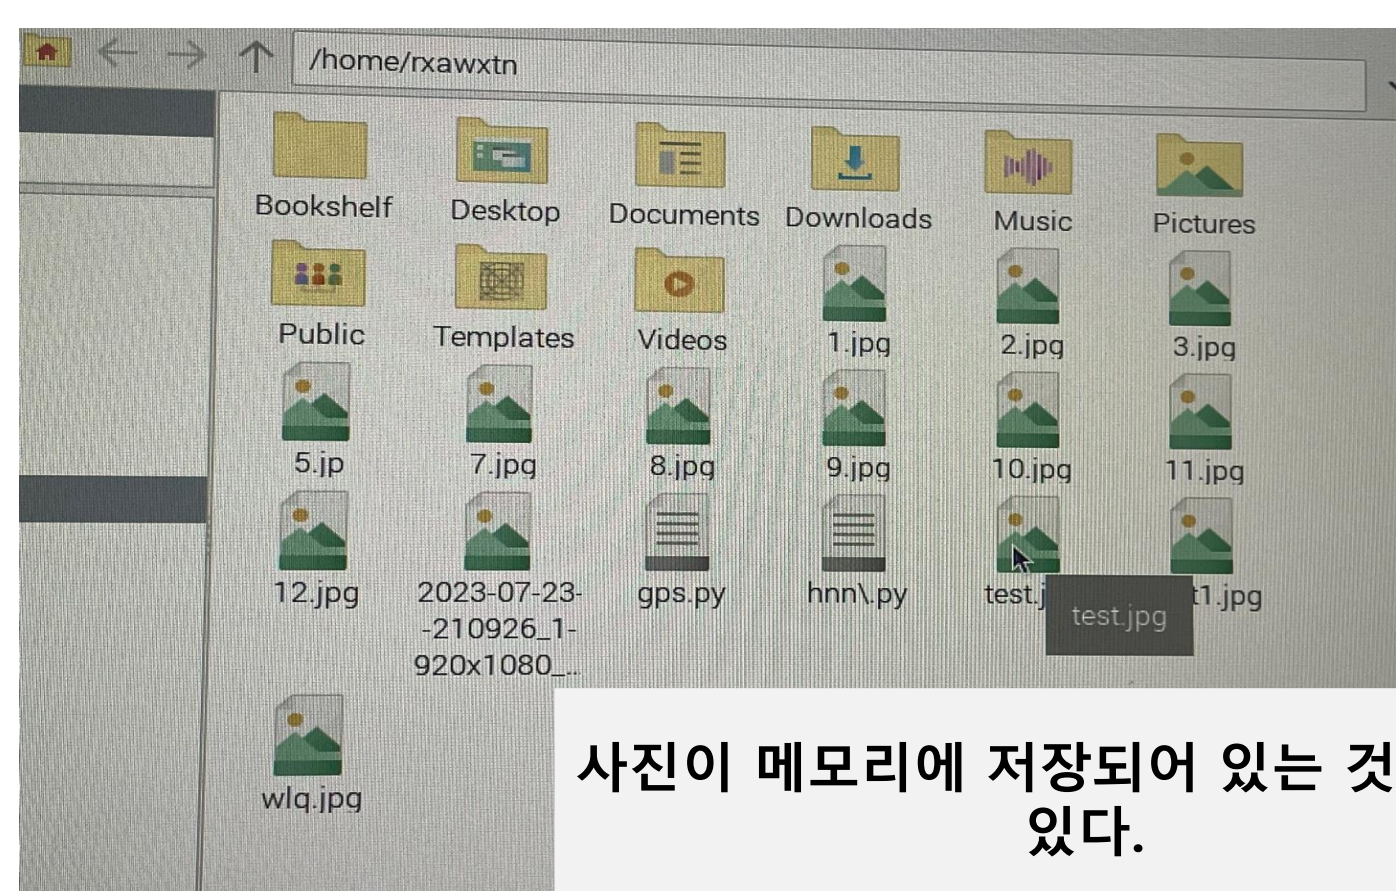 /home/rxawxtn
Bookshelf Desktop Documents Downloads Music Pictures
Public Templates Videos 1.jpg 2.jpg 3.jpg
5.jp 7.jpg 8.jpg 9.jpg 10.jpg 11.jpg
12.jpg 2023-07-23- gps.py hnn\.py test.j t1.jpg
-210926_1-
920x1080_...
test.jpg
wlq.jpg
사진이 메모리에 저장되어 있는 것
있다.